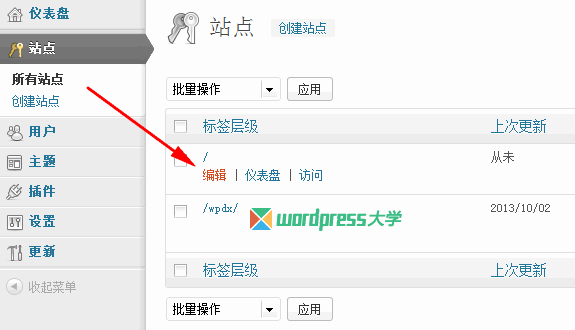 仪表盘
站点
所有站点
创建站点
用户
主题
插件
设置
更新
收起菜单
站点 创建站点
批量操作 应用
标签层级 上次更新
/ 从未
编辑 | 仪表盘 | 访问
/wpdx/ 2013/10/02
wordpress大学
标签层级 上次更新
批量操作 应用